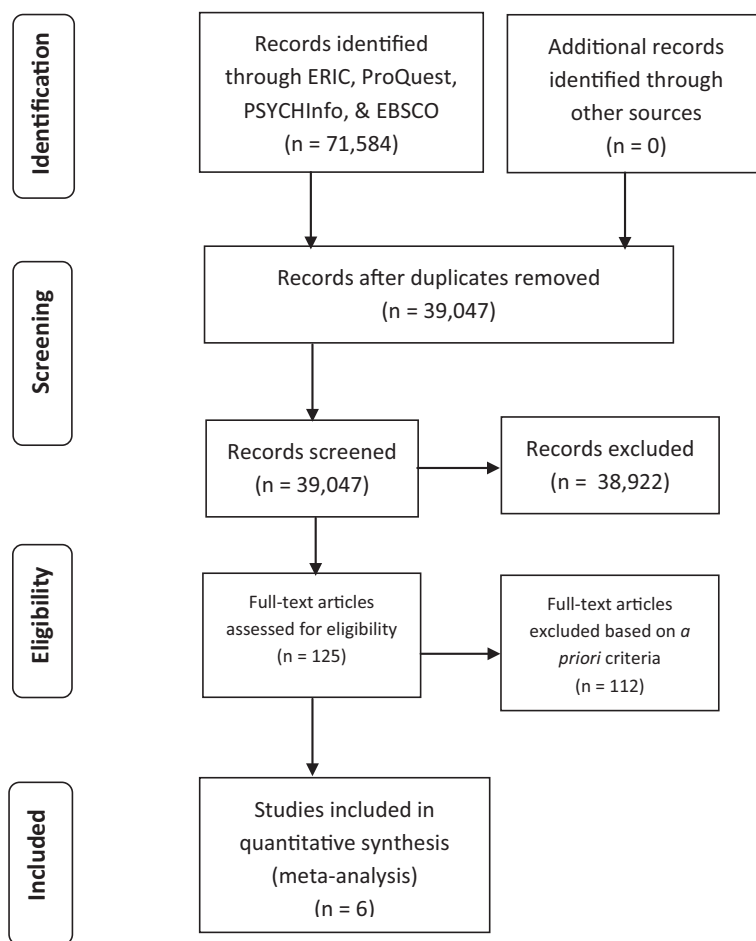 Identification
Records identified
through ERIC, ProQuest,
PSYCHInfo, & EBSCO
(n = 71,584)
Additional records
identified through
other sources
(n = 0)
Screening
Records after duplicates removed
(n = 39,047)
Records screened
(n = 39,047)
Records excluded
(n = 38,922)
Eligibility
Full-text articles
assessed for eligibility
(n = 125)
Full-text articles
excluded based on a
priori criteria
(n = 112)
Included
Studies included in
quantitative synthesis
(meta-analysis)
(n = 6)